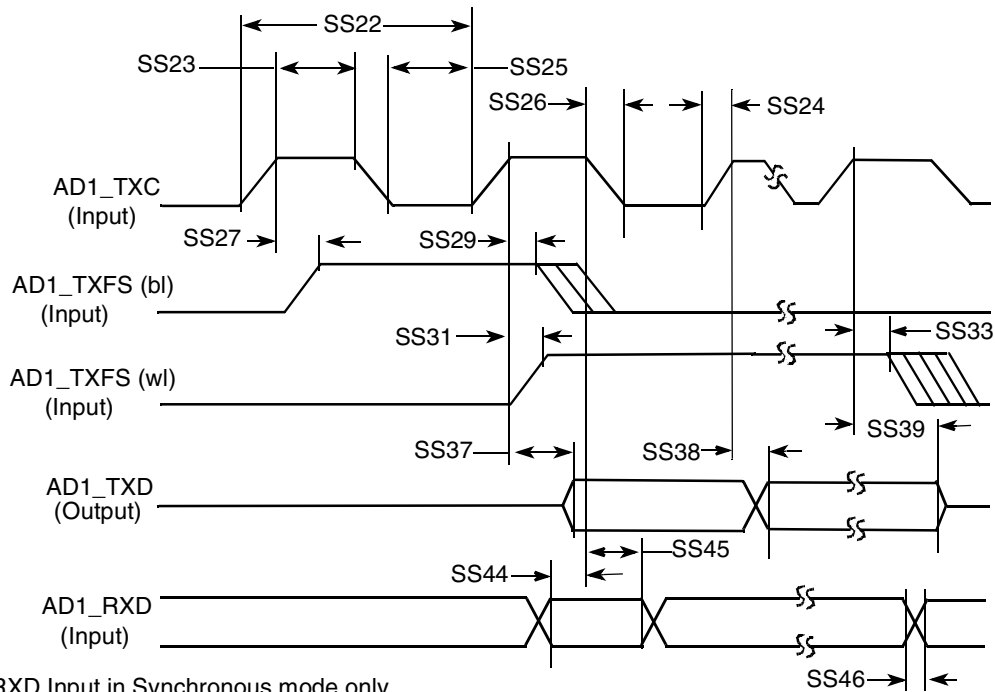 SS22
SS23
SS25
SS26
SS24
AD1_TXC
(Input)
SS27
SS29
AD1_TXFS (bl)
(Input)
SS31
SS33
AD1_TXFS (wl)
(Input)
SS39
SS37
SS38
AD1_TXD
(Output)
SS45
SS44
AD1_RXD
(Input)
SS46
RXD Input in Synchronous mode only